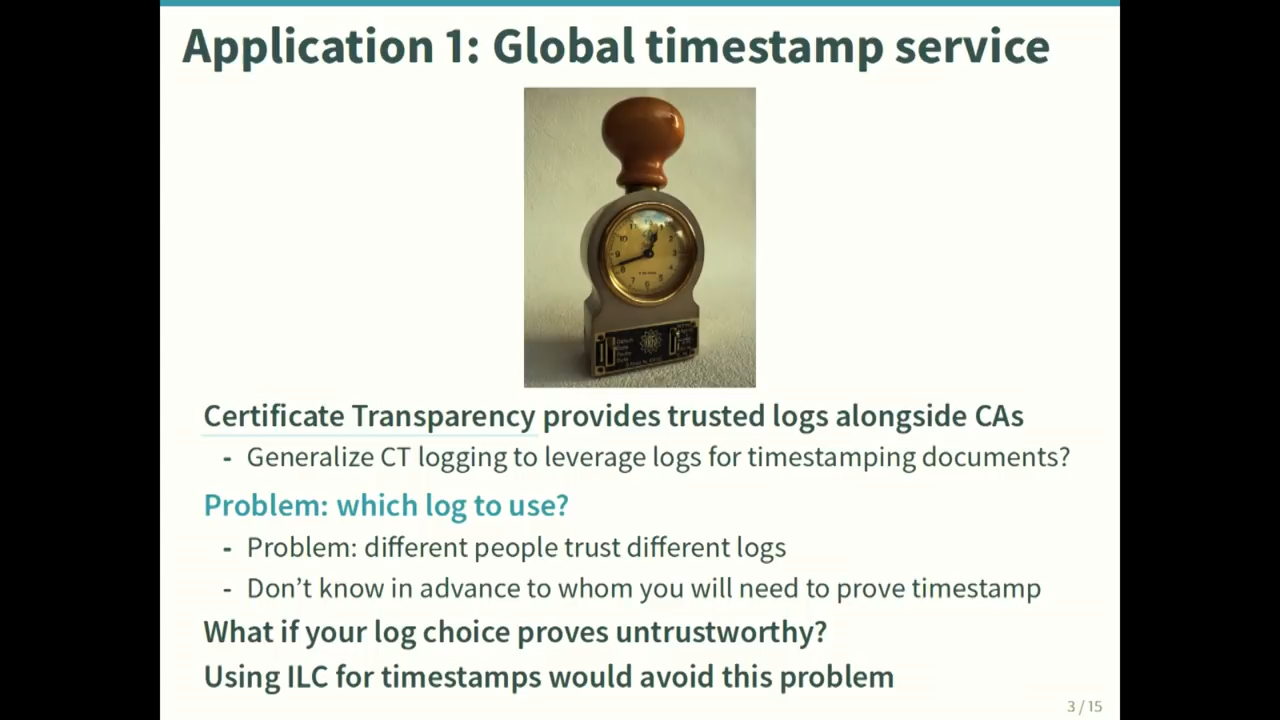 Application 1: Global timestamp service
Certificate Transparency provides trusted logs alongside CAs
- Generalize CT logging to leverage logs for timestamping documents?
Problem: which log to use?
- Problem: different people trust different logs
- Don’t know in advance to whom you will need to prove timestamp
What if your log choice proves untrustworthy?
Using ILC for timestamps would avoid this problem
3 / 15